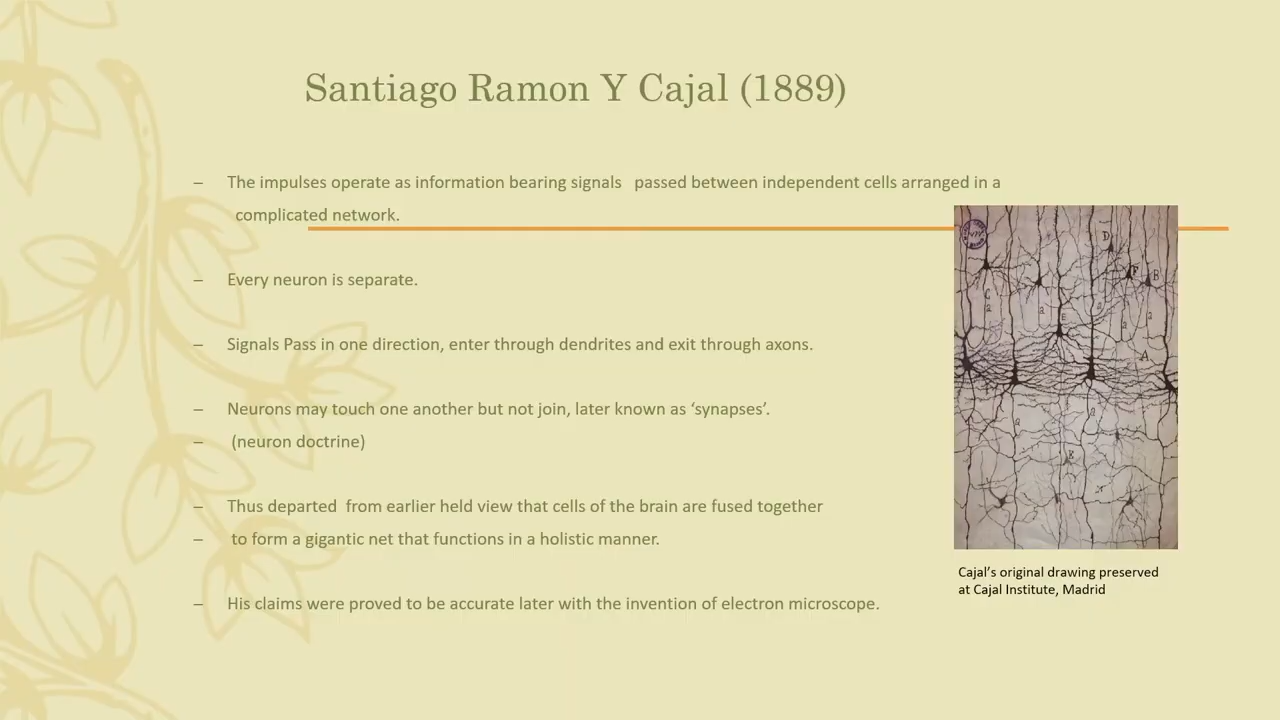 Santiago Ramon Y Cajal (1889)
– The impulses operate as information bearing signals passed between independent cells arranged in a
complicated network.
– Every neuron is separate.
– Signals Pass in one direction, enter through dendrites and exit through axons.
– Neurons may touch one another but not join, later known as ‘synapses’.
– (neuron doctrine)
– Thus departed from earlier held view that cells of the brain are fused together
– to form a gigantic net that functions in a holistic manner.
– His claims were proved to be accurate later with the invention of electron microscope.
D
F
B
C
a
a
E
a
a
a
A
a
a
Cajal’s original drawing preserved
at Cajal Institute, Madrid